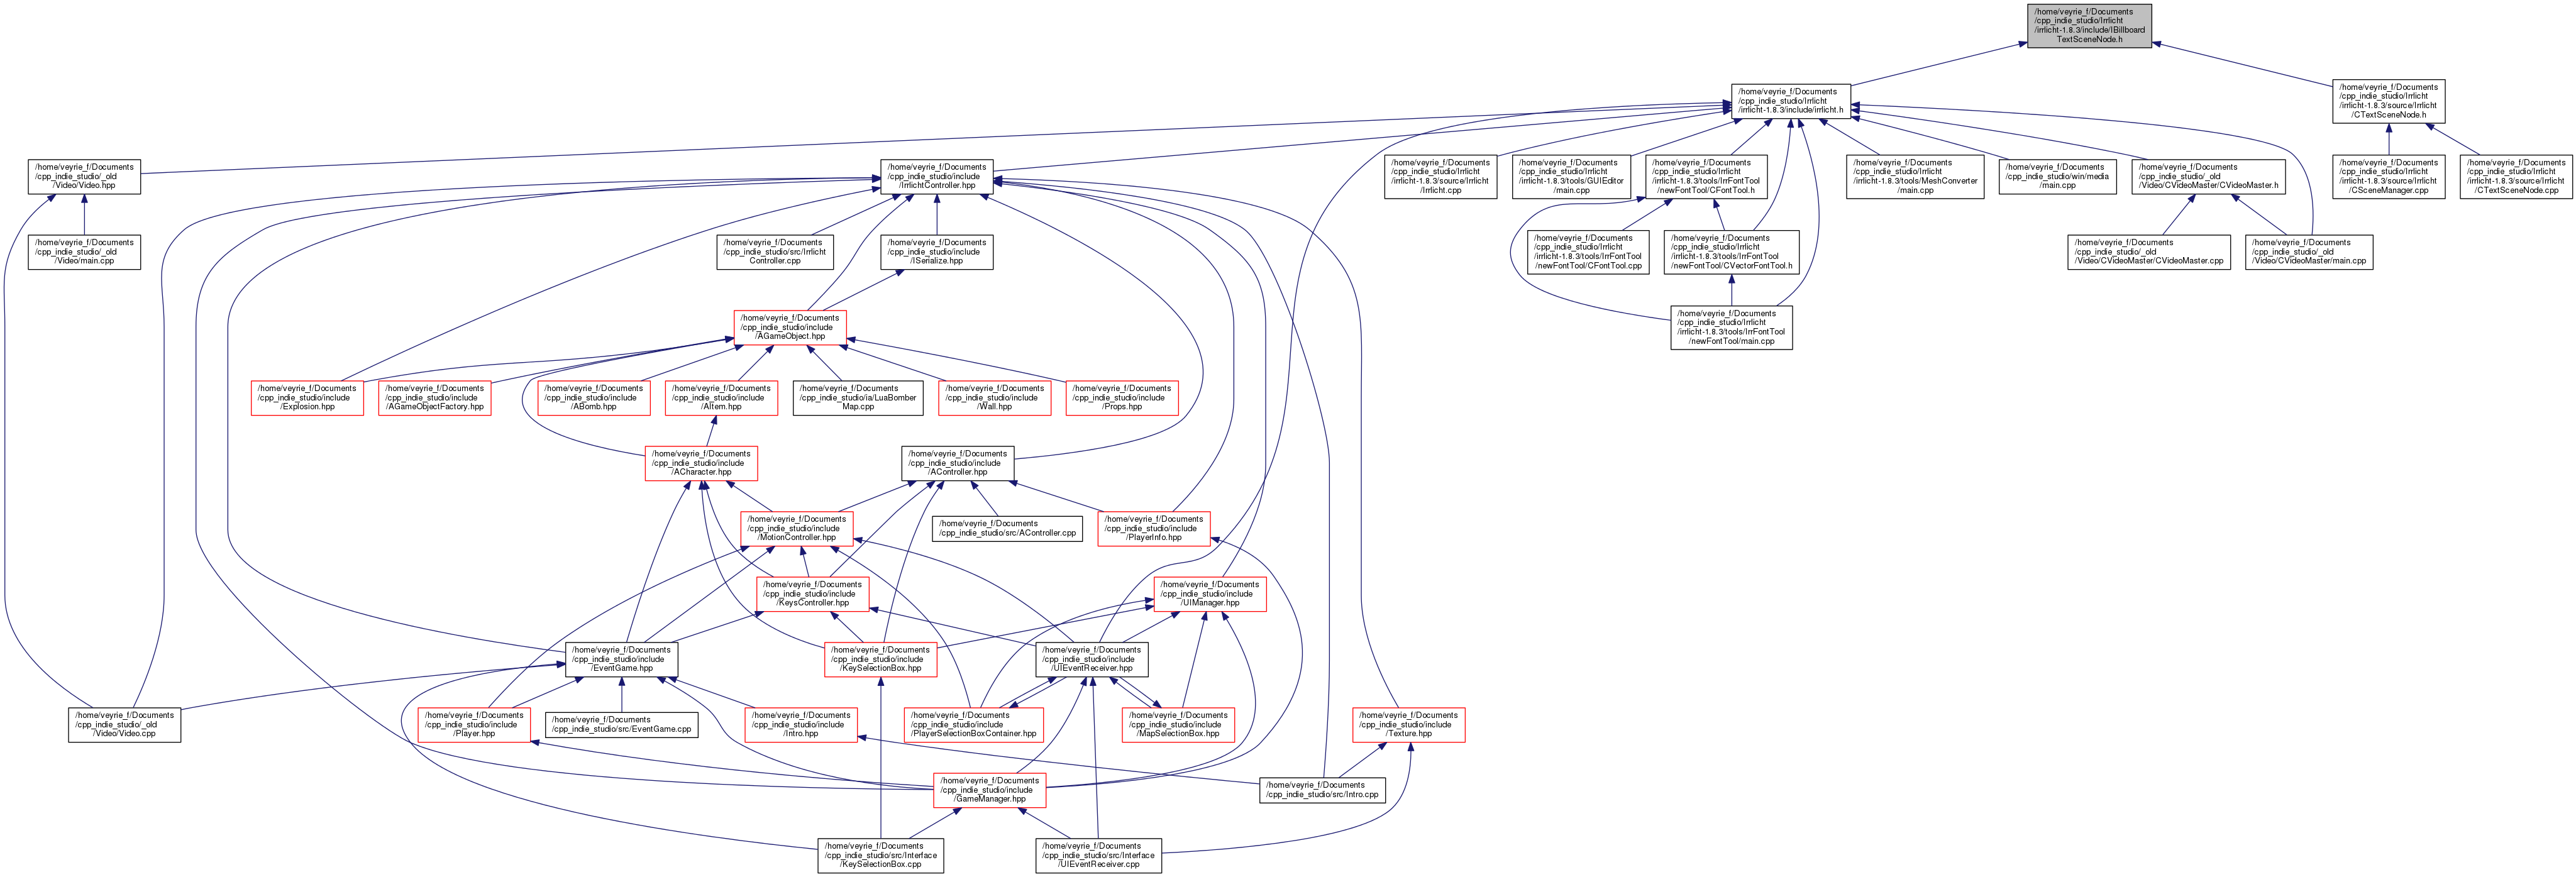 /home/veyrie_f/Documents
/cpp_indie_studio/Irrlicht
/irrlicht-1.8.3/include/IBillboard
TextSceneNode.h
/home/veyrie_f/Documents
/cpp_indie_studio/Irrlicht
/irrlicht-1.8.3/include/irrlicht.h
/home/veyrie_f/Documents
/cpp_indie_studio/Irrlicht
/irrlicht-1.8.3/source/Irrlicht
/CTextSceneNode.h
/home/veyrie_f/Documents
/cpp_indie_studio/_old
/Video/Video.hpp
/home/veyrie_f/Documents
/cpp_indie_studio/include
/IrrlichtController.hpp
/home/veyrie_f/Documents
/cpp_indie_studio/Irrlicht
/irrlicht-1.8.3/source/Irrlicht
/Irrlicht.cpp
/home/veyrie_f/Documents
/cpp_indie_studio/Irrlicht
/irrlicht-1.8.3/tools/GUIEditor
/main.cpp
/home/veyrie_f/Documents
/cpp_indie_studio/Irrlicht
/irrlicht-1.8.3/tools/IrrFontTool
/newFontTool/CFontTool.h
/home/veyrie_f/Documents
/cpp_indie_studio/Irrlicht
/irrlicht-1.8.3/tools/MeshConverter
/main.cpp
/home/veyrie_f/Documents
/cpp_indie_studio/win/media
/main.cpp
/home/veyrie_f/Documents
/cpp_indie_studio/_old
/Video/CVideoMaster/CVideoMaster.h
/home/veyrie_f/Documents
/cpp_indie_studio/Irrlicht
/irrlicht-1.8.3/source/Irrlicht
/CSceneManager.cpp
/home/veyrie_f/Documents
/cpp_indie_studio/Irrlicht
/irrlicht-1.8.3/source/Irrlicht
/CTextSceneNode.cpp
/home/veyrie_f/Documents
/cpp_indie_studio/_old
/Video/main.cpp
/home/veyrie_f/Documents
/cpp_indie_studio/src/Irrlicht
Controller.cpp
/home/veyrie_f/Documents
/cpp_indie_studio/include
/ISerialize.hpp
/home/veyrie_f/Documents
/cpp_indie_studio/Irrlicht
/irrlicht-1.8.3/tools/IrrFontTool
/newFontTool/CFontTool.cpp
/home/veyrie_f/Documents
/cpp_indie_studio/Irrlicht
/irrlicht-1.8.3/tools/IrrFontTool
/newFontTool/CVectorFontTool.h
/home/veyrie_f/Documents
/cpp_indie_studio/_old
/Video/CVideoMaster/CVideoMaster.cpp
/home/veyrie_f/Documents
/cpp_indie_studio/_old
/Video/CVideoMaster/main.cpp
/home/veyrie_f/Documents
/cpp_indie_studio/include
/AGameObject.hpp
/home/veyrie_f/Documents
/cpp_indie_studio/Irrlicht
/irrlicht-1.8.3/tools/IrrFontTool
/newFontTool/main.cpp
/home/veyrie_f/Documents
/cpp_indie_studio/include
/Explosion.hpp
/home/veyrie_f/Documents
/cpp_indie_studio/include
/AGameObjectFactory.hpp
/home/veyrie_f/Documents
/cpp_indie_studio/include
/ABomb.hpp
/home/veyrie_f/Documents
/cpp_indie_studio/include
/AItem.hpp
/home/veyrie_f/Documents
/cpp_indie_studio/ia/LuaBomber
Map.cpp
/home/veyrie_f/Documents
/cpp_indie_studio/include
/Wall.hpp
/home/veyrie_f/Documents
/cpp_indie_studio/include
/Props.hpp
/home/veyrie_f/Documents
/cpp_indie_studio/include
/ACharacter.hpp
/home/veyrie_f/Documents
/cpp_indie_studio/include
/AController.hpp
/home/veyrie_f/Documents
/cpp_indie_studio/include
/MotionController.hpp
/home/veyrie_f/Documents
/cpp_indie_studio/src/AController.cpp
/home/veyrie_f/Documents
/cpp_indie_studio/include
/PlayerInfo.hpp
/home/veyrie_f/Documents
/cpp_indie_studio/include
/KeysController.hpp
/home/veyrie_f/Documents
/cpp_indie_studio/include
/UIManager.hpp
/home/veyrie_f/Documents
/cpp_indie_studio/include
/EventGame.hpp
/home/veyrie_f/Documents
/cpp_indie_studio/include
/KeySelectionBox.hpp
/home/veyrie_f/Documents
/cpp_indie_studio/include
/UIEventReceiver.hpp
/home/veyrie_f/Documents
/cpp_indie_studio/_old
/Video/Video.cpp
/home/veyrie_f/Documents
/cpp_indie_studio/include
/Player.hpp
/home/veyrie_f/Documents
/cpp_indie_studio/src/EventGame.cpp
/home/veyrie_f/Documents
/cpp_indie_studio/include
/Intro.hpp
/home/veyrie_f/Documents
/cpp_indie_studio/include
/PlayerSelectionBoxContainer.hpp
/home/veyrie_f/Documents
/cpp_indie_studio/include
/MapSelectionBox.hpp
/home/veyrie_f/Documents
/cpp_indie_studio/include
/Texture.hpp
/home/veyrie_f/Documents
/cpp_indie_studio/include
/GameManager.hpp
/home/veyrie_f/Documents
/cpp_indie_studio/src/Intro.cpp
/home/veyrie_f/Documents
/cpp_indie_studio/src/Interface
/KeySelectionBox.cpp
/home/veyrie_f/Documents
/cpp_indie_studio/src/Interface
/UIEventReceiver.cpp